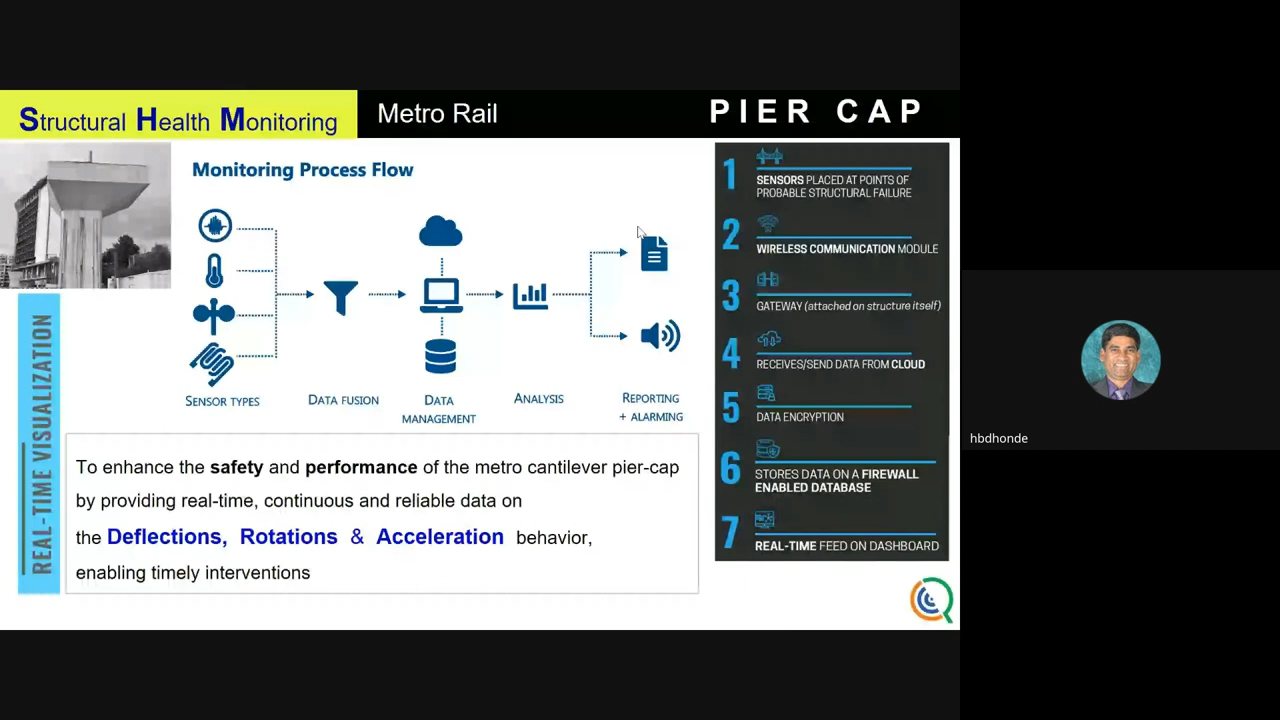 Structural Health Monitoring
Metro Rail
PIER CAP
Monitoring Process Flow
SENSOR TYPES
DATA FUSION
DATA
MANAGEMENT
ANALYSIS
REPORTING
+ ALARMING
REAL-TIME VISUALIZATION
To enhance the safety and performance of the metro cantilever pier-cap
by providing real-time, continuous and reliable data on
the Deflections, Rotations & Acceleration behavior,
enabling timely interventions
1 SENSORS PLACED AT POINTS OF
PROBABLE STRUCTURAL FAILURE
2 WIRELESS COMMUNICATION MODULE
3 GATEWAY (attached on structure itself)
4 RECEIVES/SEND DATA FROM CLOUD
5 DATA ENCRYPTION
6 STORES DATA ON A FIREWALL
ENABLED DATABASE
7 REAL-TIME FEED ON DASHBOARD
hbdhonde